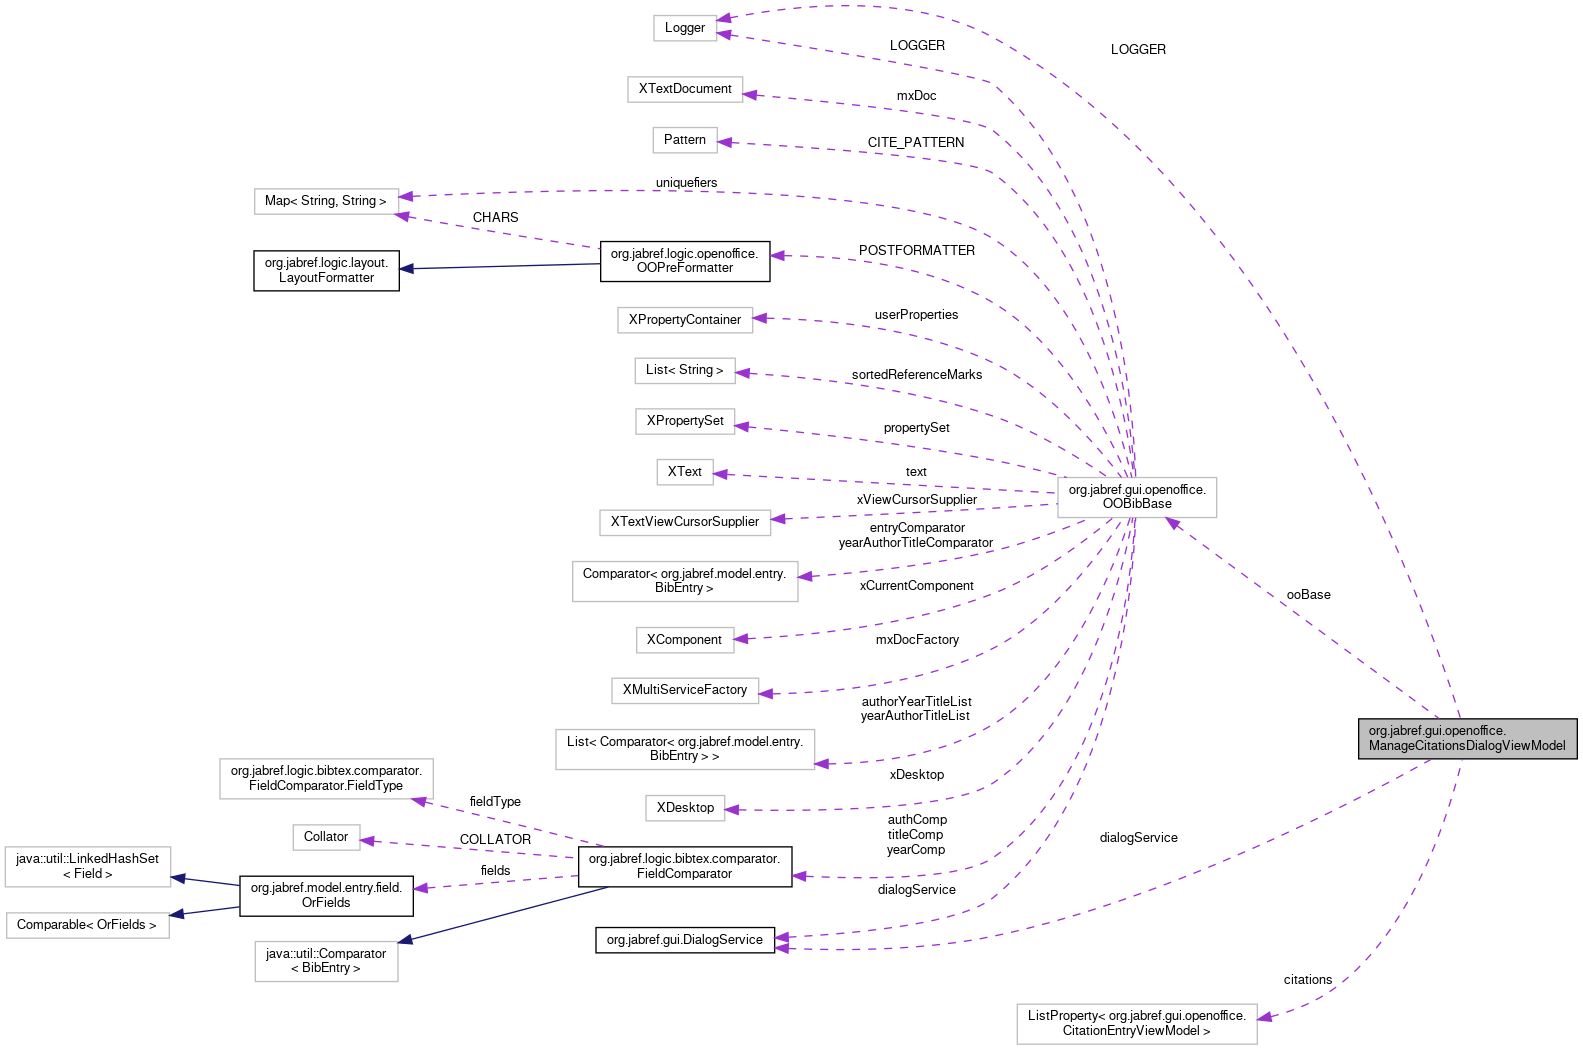 Logger
LOGGER
LOGGER
XTextDocument
mxDoc
Pattern
CITE_PATTERN
uniquefiers
Map< String, String >
CHARS
org.jabref.logic.layout.
LayoutFormatter
org.jabref.logic.openoffice.
OOPreFormatter
POSTFORMATTER
XPropertyContainer
userProperties
List< String >
sortedReferenceMarks
XPropertySet
propertySet
XText
text
org.jabref.gui.openoffice.
OOBibBase
XTextViewCursorSupplier
xViewCursorSupplier
entryComparator
yearAuthorTitleComparator
Comparator< org.jabref.model.entry.
BibEntry >
xCurrentComponent
ooBase
XComponent
mxDocFactory
XMultiServiceFactory
authorYearTitleList
yearAuthorTitleList
org.jabref.gui.openoffice.
ManageCitationsDialogViewModel
List< Comparator< org.jabref.model.entry.
BibEntry > >
org.jabref.logic.bibtex.comparator.
FieldComparator.FieldType
xDesktop
XDesktop
fieldType
authComp
titleComp
yearComp
dialogService
Collator
COLLATOR
java::util::LinkedHashSet
< Field >
org.jabref.logic.bibtex.comparator.
FieldComparator
fields
org.jabref.model.entry.field.
OrFields
dialogService
Comparable< OrFields >
org.jabref.gui.DialogService
java::util::Comparator
< BibEntry >
citations
ListProperty< org.jabref.gui.openoffice.
CitationEntryViewModel >